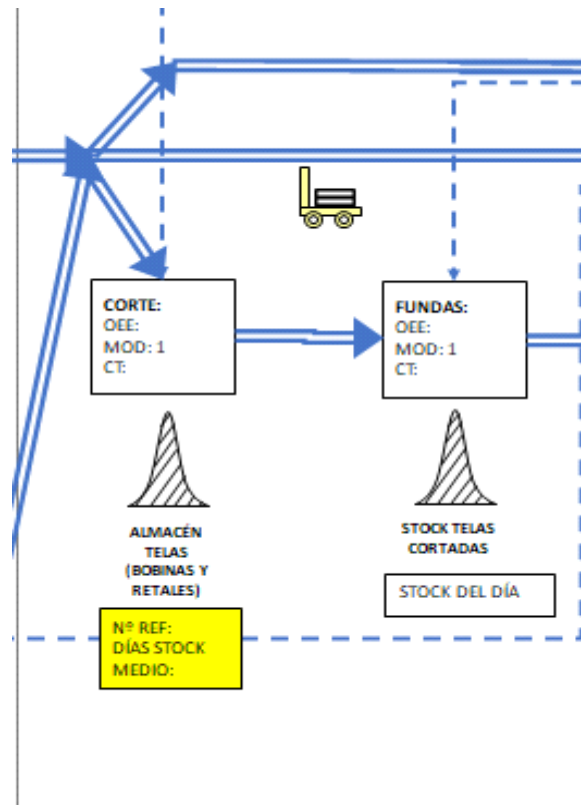 CORTE:
OEE:
MOD: 1
CT:
FUNDAS:
OEE:
MOD: 1
CT:
ALMACÉN
TELAS
(BOBINAS Y
RETALES)
STOCK TELAS
CORTADAS
STOCK DEL DÍA
Nº REF:
DÍAS STOCK
MEDIO: